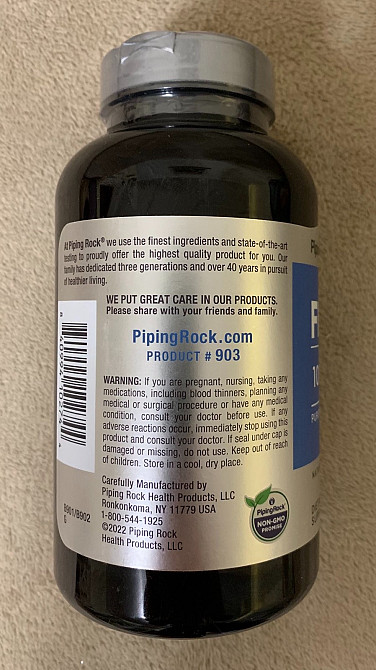 At Piping Rock® we use the finest ingredients and state-of-the-art
testing to proudly offer the highest quality product for you. Our
family has dedicated three generations and over 40 years in pursuit
of healthier living.
WE PUT GREAT CARE IN OUR PRODUCTS.
Please share with your friends and family.
PipingRock.com
PRODUCT # 903
WARNING: If you are pregnant, nursing, taking any
medications, including blood thinners, planning any
medical or surgical procedure or have any medical
condition, consult your doctor before use. If any
adverse reactions occur, immediately stop using this
product and consult your doctor. If seal under cap is
damaged or missing, do not use. Keep out of reach
of children. Store in a cool, dry place.
Carefully Manufactured by
Piping Rock Health Products, LLC
Ronkonkoma, NY 11779 USA
1-800-544-1925
©2022 Piping Rock
Health Products, LLC
B901/B902
G
PipingRock
NON-GMO
PROMISE